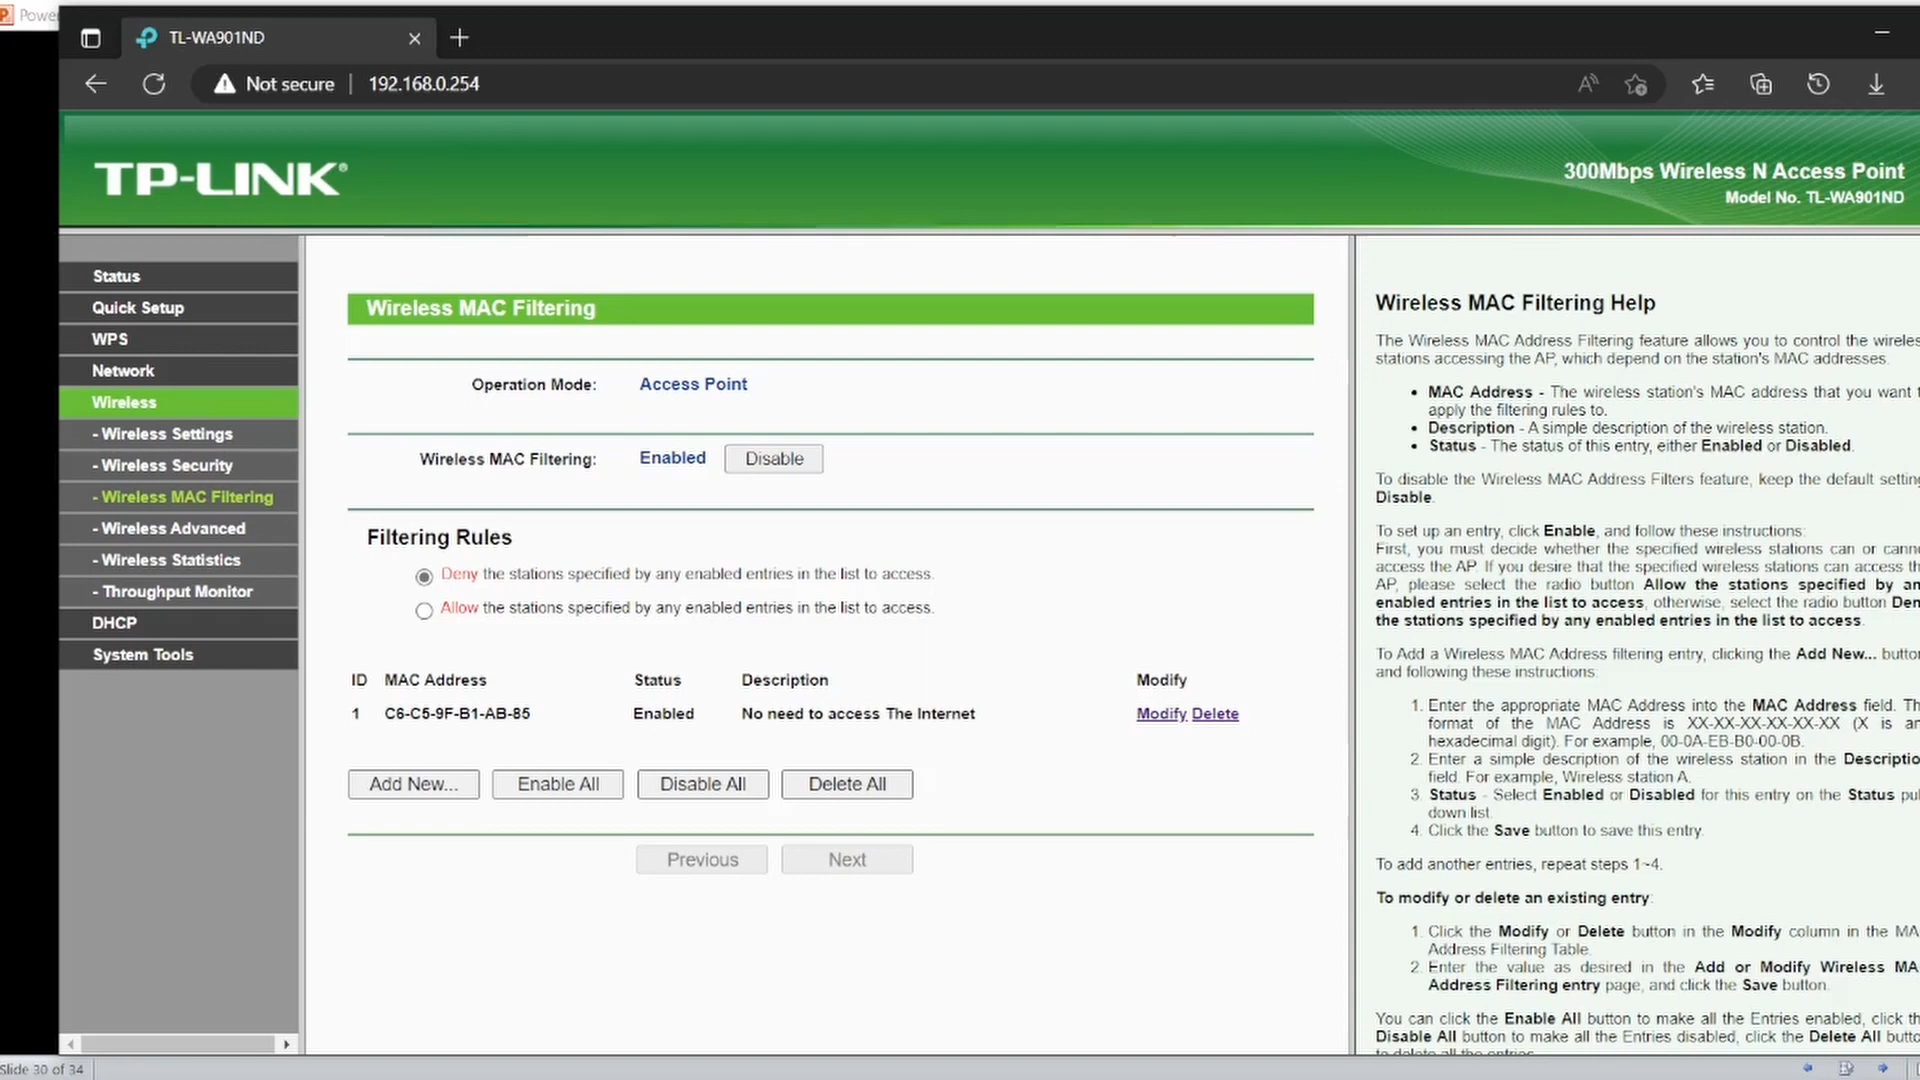 Power
TL-WA901ND
Not secure
192.168.0.254
TP-LINK®
300Mbps Wireless N Access Point
Model No. TL-WA901ND
Status
Quick Setup
WPS
Network
Wireless
- Wireless Settings
- Wireless Security
- Wireless MAC Filtering
- Wireless Advanced
- Wireless Statistics
- Throughput Monitor
DHCP
System Tools
Wireless MAC Filtering
Operation Mode: Access Point
Wireless MAC Filtering: Enabled Disable
Filtering Rules
Deny the stations specified by any enabled entries in the list to access.
Allow the stations specified by any enabled entries in the list to access.
ID MAC Address Status Description Modify
1 C6-C5-9F-B1-AB-85 Enabled No need to access The Internet Modify Delete
Add New... Enable All Disable All Delete All
Previous Next
Wireless MAC Filtering Help
The Wireless MAC Address Filtering feature allows you to control the wireles
stations accessing the AP, which depend on the station's MAC addresses.
• MAC Address - The wireless station's MAC address that you want t
apply the filtering rules to.
• Description - A simple description of the wireless station.
• Status - The status of this entry, either Enabled or Disabled.
To disable the Wireless MAC Address Filters feature, keep the default setting
Disable.
To set up an entry, click Enable, and follow these instructions:
First, you must decide whether the specified wireless stations can or canno
access the AP. If you desire that the specified wireless stations can access th
AP, please select the radio button Allow the stations specified by an
enabled entries in the list to access, otherwise, select the radio button Den
the stations specified by any enabled entries in the list to access.
To Add a Wireless MAC Address filtering entry, clicking the Add New... button
and following these instructions:
1. Enter the appropriate MAC Address into the MAC Address field. Th
format of the MAC Address is XX-XX-XX-XX-XX-XX (X is an
hexadecimal digit). For example, 00-0A-EB-B0-00-0B.
2. Enter a simple description of the wireless station in the Descriptio
field. For example, Wireless station A.
3. Status - Select Enabled or Disabled for this entry on the Status pul
down list.
4. Click the Save button to save this entry.
To add another entries, repeat steps 1~4.
To modify or delete an existing entry:
1. Click the Modify or Delete button in the Modify column in the MA
Address Filtering Table.
2. Enter the value as desired in the Add or Modify Wireless MA
Address Filtering entry page, and click the Save button.
You can click the Enable All button to make all the Entries enabled, click th
Disable All button to make all the Entries disabled, click the Delete All butto
to delete all the entries.
Slide 30 of 34